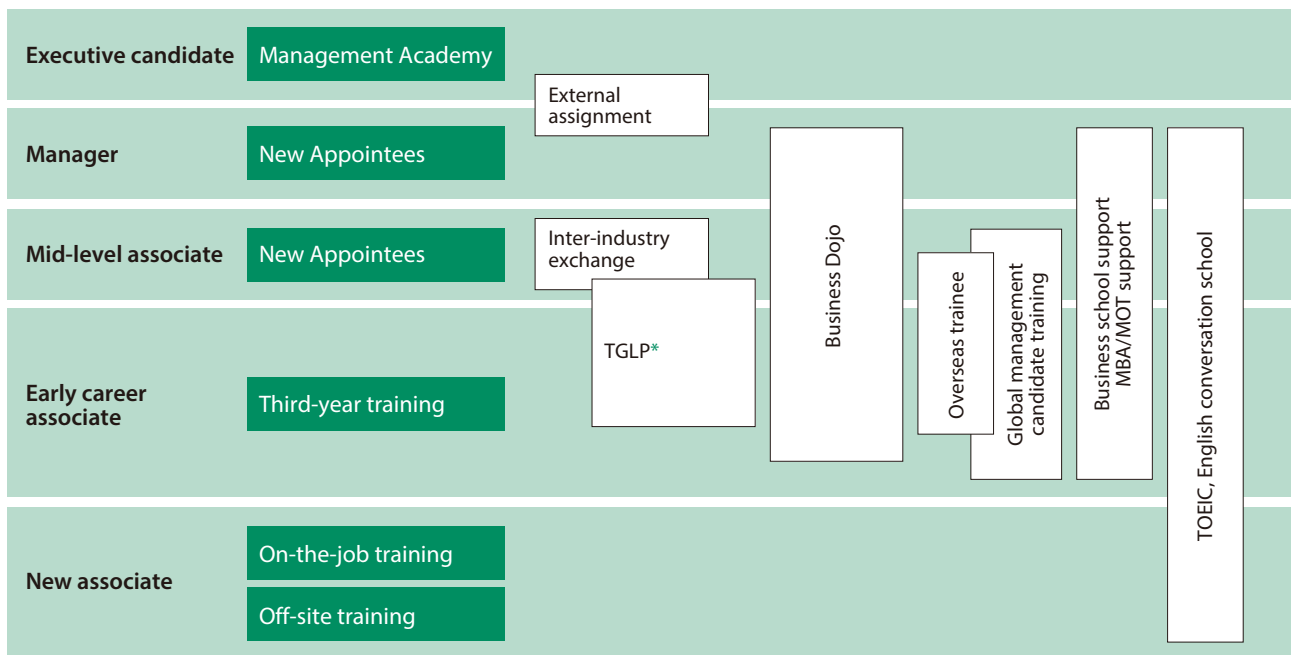 Executive candidate
Management Academy
External
assignment
Manager
New Appointees
Mid-level associate
New Appointees
Inter-industry
exchange
TGLP*
Business Dojo
Overseas trainee
Global management
candidate training
Business school support
MBA/MOT support
TOEIC, English conversation school
Early career
associate
Third-year training
New associate
On-the-job training
Off-site training